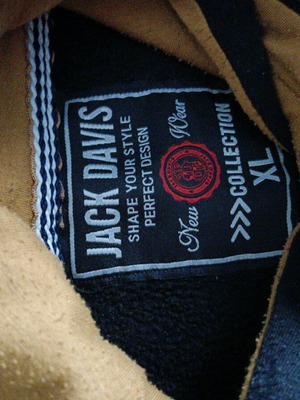 JACK DAVIS
SHAPE YOUR STYLE
PERFECT DESIGN
New Wear
>>>COLLECTION
XL